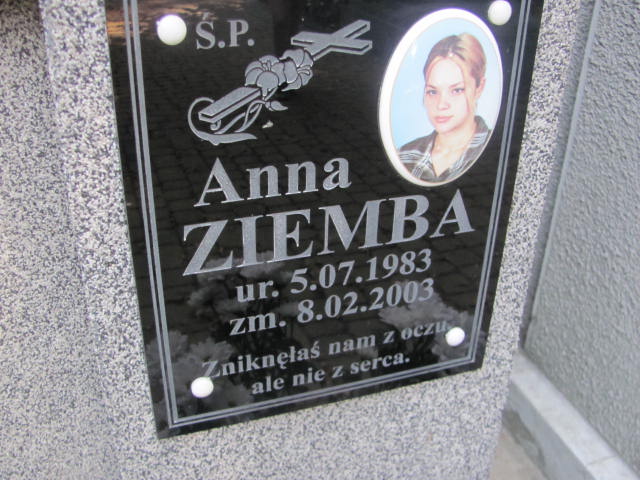 Ś.P.
Anna
ZIEMBA
ur. 5.07.1983
zm. 8.02.2003
Zniknęłaś nam z oczu,
ale nie z serca.